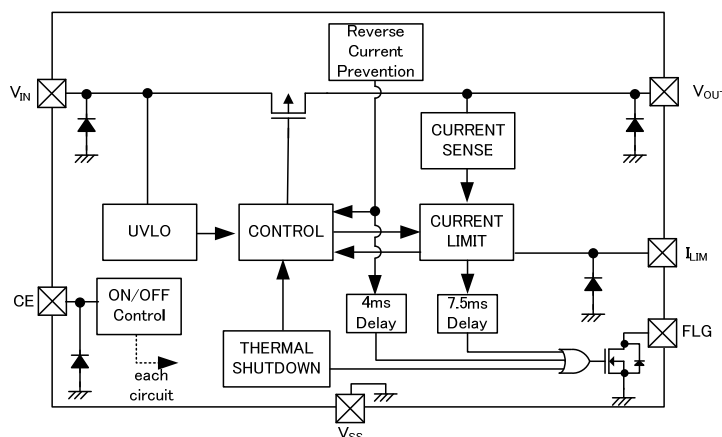 Reverse
Current
Prevention
VIN
VOUT
CURRENT
SENSE
UVLO
CONTROL
CURRENT
LIMIT
ILIM
CE
ON/OFF
Control
4ms
Delay
7.5ms
Delay
FLG
THERMAL
SHUTDOWN
each
circuit
VSS